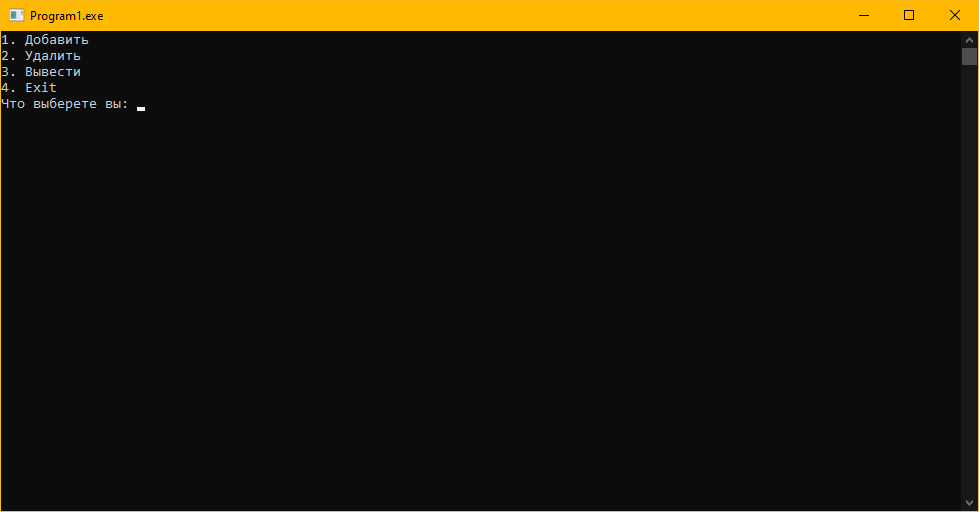 Program1.exe
1. Добавить
2. Удалить
3. Вывести
4. Exit
Что выберете вы: